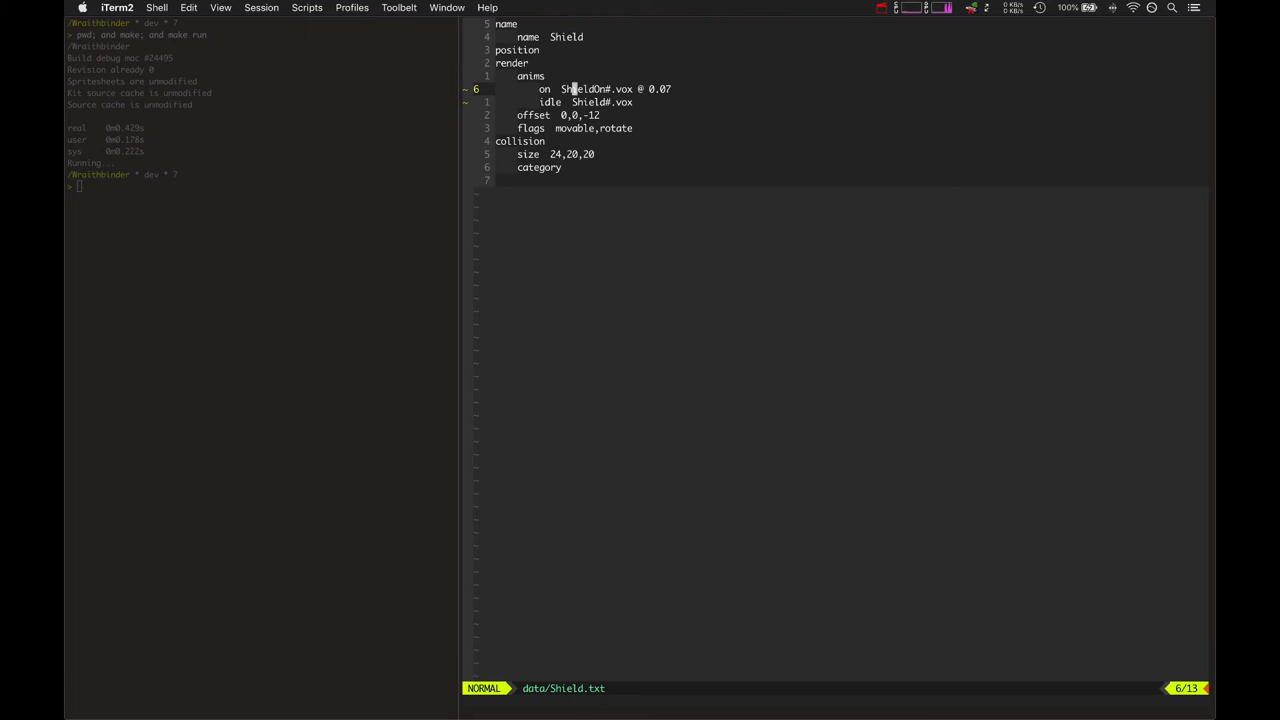 iTerm2 Shell Edit View Session Scripts Profiles Toolbelt Window Help
0 KB/s
0 KB/s
100%
/Wraithbinder * dev * 7
> pwd; and make; and make run
/Wraithbinder
Build debug mac #24495
Revision already 0
Spritesheets are unmodified
Kit source cache is unmodified
Source cache is unmodified
real 0m0.429s
user 0m0.178s
sys 0m0.222s
Running...
/Wraithbinder * dev * 7
>
5 name
4 name Shield
3 position
2 render
1 anims
~ 6 on ShieldOn#.vox @ 0.07
~ 1 idle Shield#.vox
2 offset 0,0,-12
3 flags movable,rotate
4 collision
5 size 24,20,20
6 category
7
NORMAL data/Shield.txt 6/13